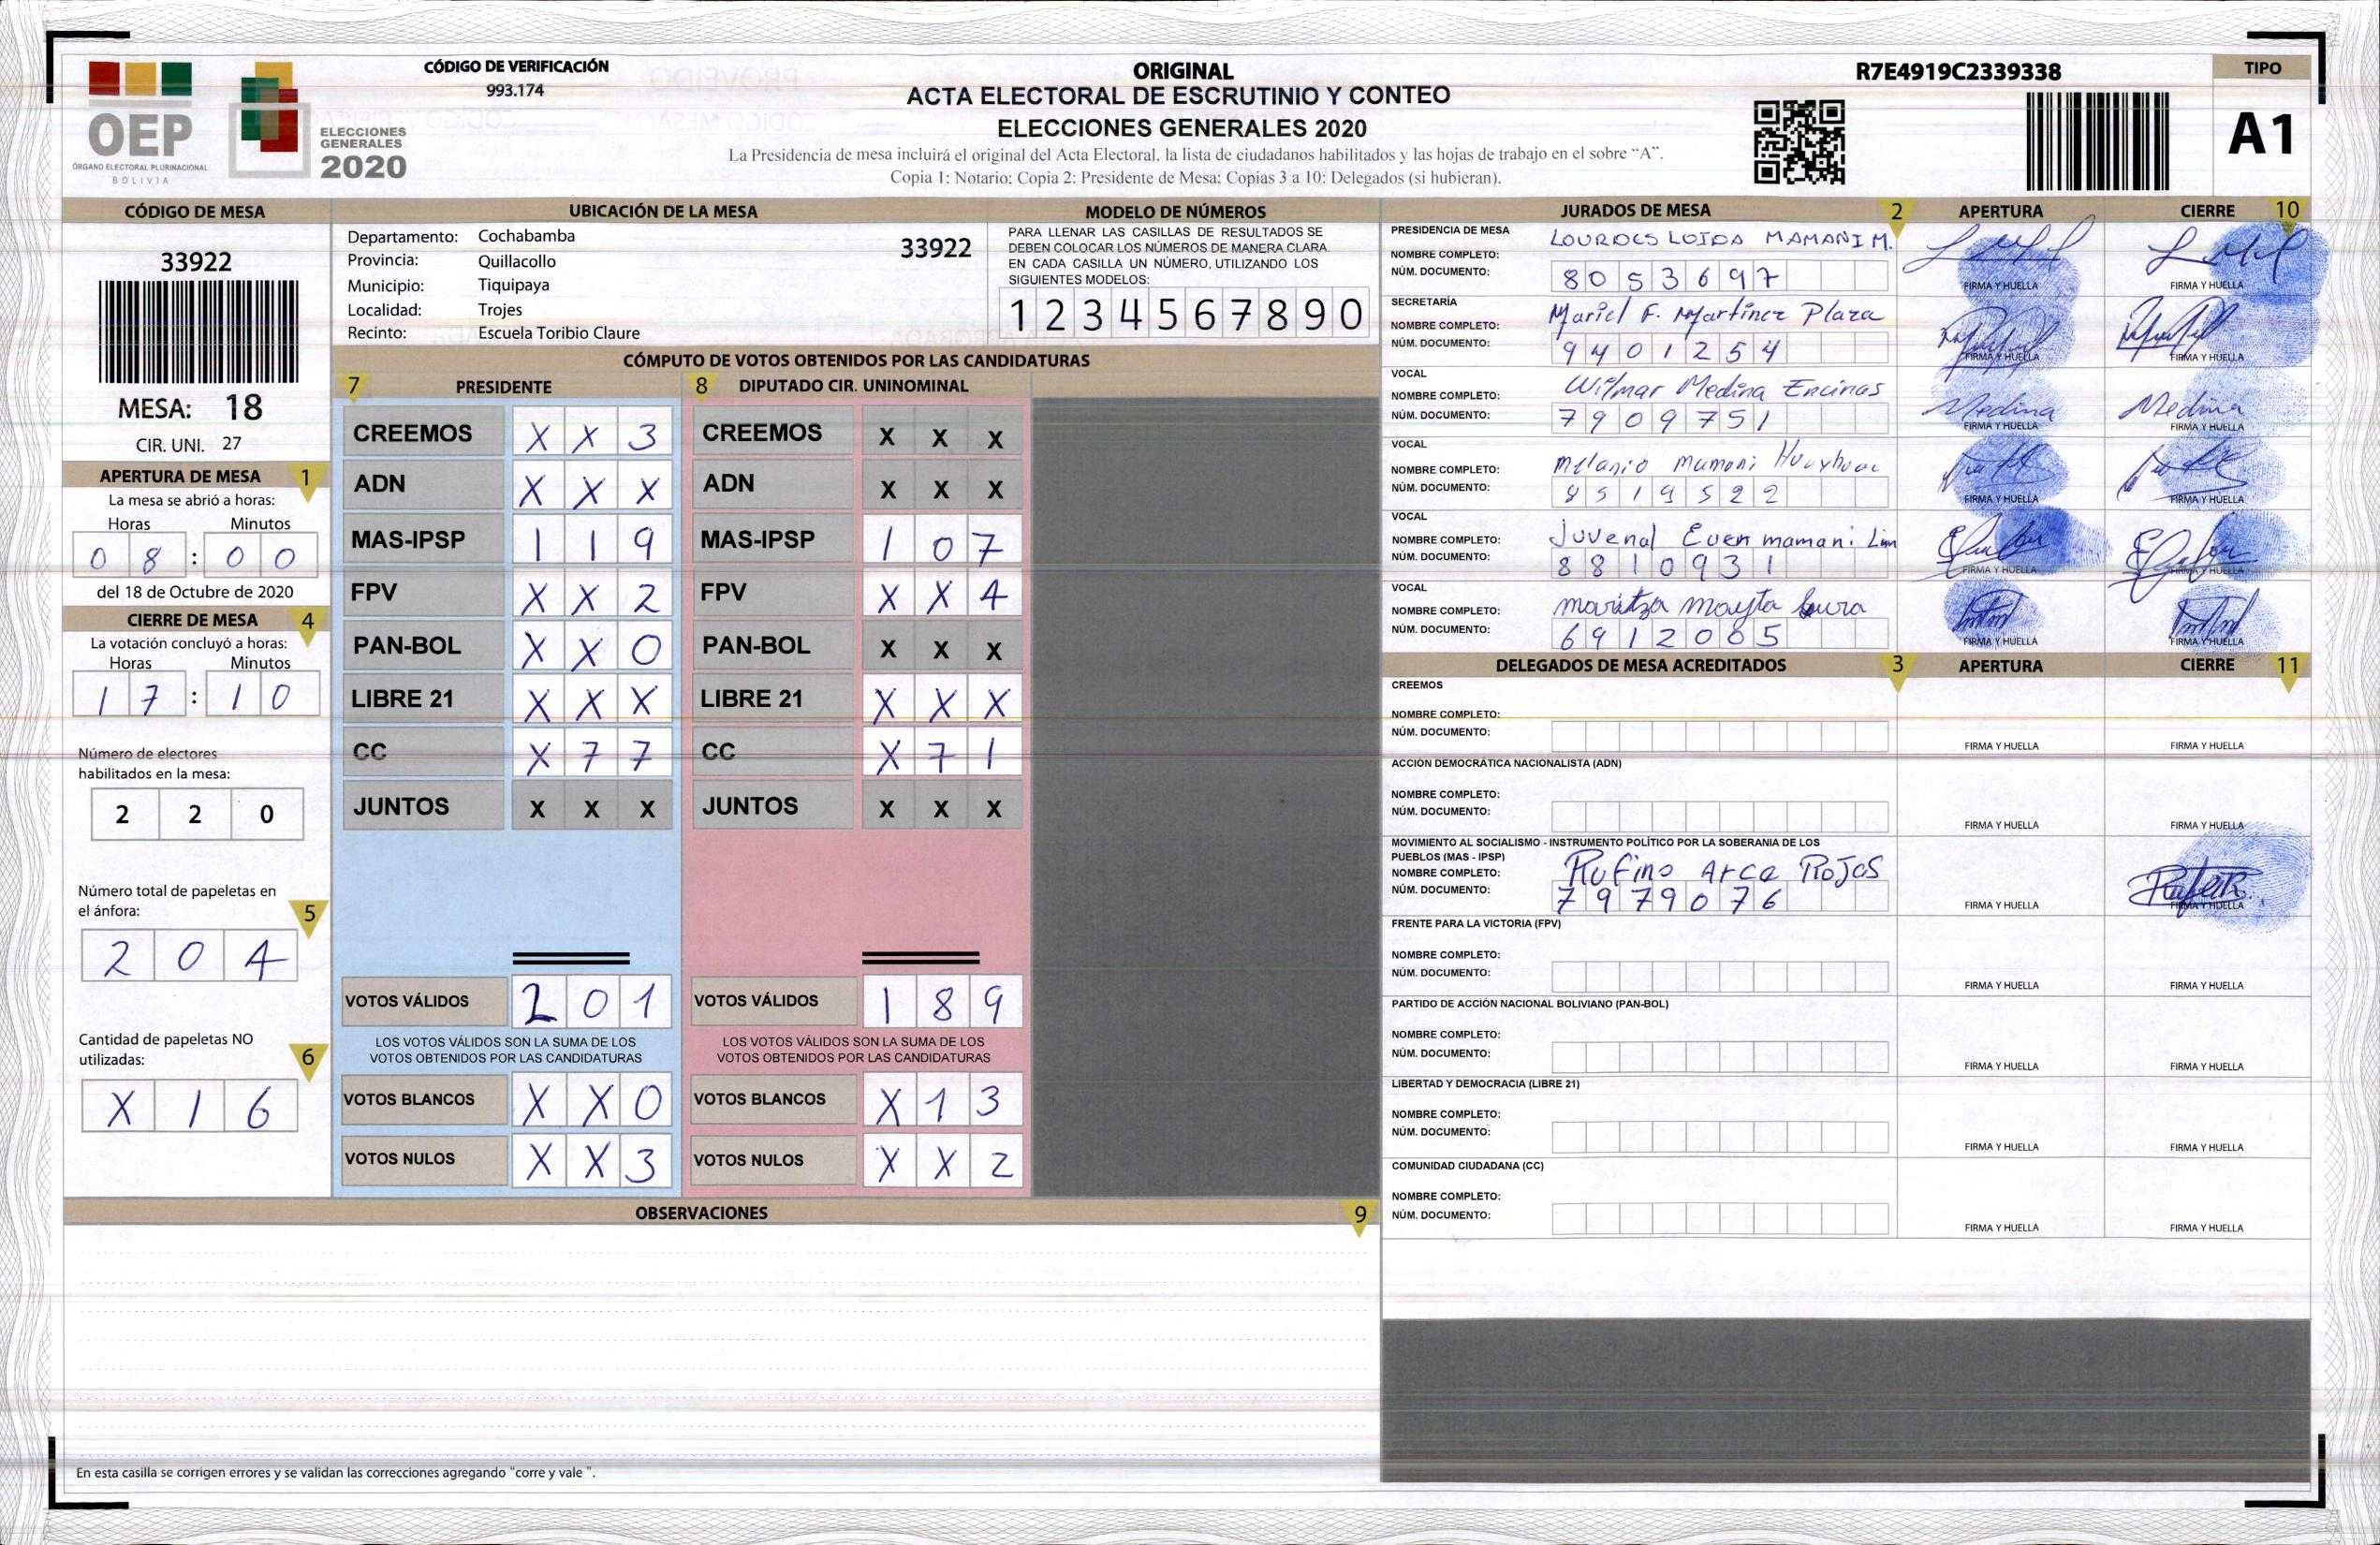 OEP
ÓRGANO ELECTORAL PLURINACIONAL
BOLIVIA
ELECCIONES
GENERALES
2020
CÓDIGO DE VERIFICACIÓN
993.174
ORIGINAL
ACTA ELECTORAL DE ESCRUTINIO Y CONTEO
ELECCIONES GENERALES 2020
La Presidencia de mesa incluirá el original del Acta Electoral, la lista de ciudadanos habilitados y las hojas de trabajo en el sobre “A”.
Copia 1: Notario; Copia 2: Presidente de Mesa; Copias 3 a 10: Delegados (si hubieran).
R7E4919C2339338
TIPO
A1
CÓDIGO DE MESA
33922
MESA: 18
CIR. UNI. 27
APERTURA DE MESA 1
La mesa se abrió a horas:
Horas Minutos
0 8 : 0 0
del 18 de Octubre de 2020
CIERRE DE MESA 4
La votación concluyó a horas:
Horas Minutos
1 7 : 1 0
Número de electores
habilitados en la mesa:
2 2 0
Número total de papeletas en
el ánfora: 5
2 0 4
Cantidad de papeletas NO
utilizadas: 6
X 1 6
UBICACIÓN DE LA MESA
Departamento: Cochabamba
33922
Provincia: Quillacollo
Municipio: Tiquipaya
Localidad: Trojes
Recinto: Escuela Toribio Claure
MODELO DE NÚMEROS
PARA LLENAR LAS CASILLAS DE RESULTADOS SE
DEBEN COLOCAR LOS NÚMEROS DE MANERA CLARA
EN CADA CASILLA UN NÚMERO, UTILIZANDO LOS
SIGUIENTES MODELOS:
1 2 3 4 5 6 7 8 9 0
CÓMPUTO DE VOTOS OBTENIDOS POR LAS CANDIDATURAS
7 PRESIDENTE 8 DIPUTADO CIR. UNINOMINAL
CREEMOS X X 3 CREEMOS X X X
ADN X X X ADN X X X
MAS-IPSP 1 1 9 MAS-IPSP 1 0 7
FPV X X 2 FPV X X 4
PAN-BOL X X 0 PAN-BOL X X X
LIBRE 21 X X X LIBRE 21 X X X
CC X 7 7 CC X 7 1
JUNTOS X X X JUNTOS X X X
VOTOS VÁLIDOS 2 0 1 VOTOS VÁLIDOS 1 8 9
LOS VOTOS VÁLIDOS SON LA SUMA DE LOS LOS VOTOS VÁLIDOS SON LA SUMA DE LOS
VOTOS OBTENIDOS POR LAS CANDIDATURAS VOTOS OBTENIDOS POR LAS CANDIDATURAS
VOTOS BLANCOS X X 0 VOTOS BLANCOS X 1 3
VOTOS NULOS X X 3 VOTOS NULOS X X 2
OBSERVACIONES 9
En esta casilla se corrigen errores y se validan las correcciones agregando "corre y vale ".
JURADOS DE MESA 2 APERTURA CIERRE 10
PRESIDENCIA DE MESA
NOMBRE COMPLETO: LOURDES LOIDA MAMANI M.
NÚM. DOCUMENTO: 8 0 5 3 6 9 7
FIRMA Y HUELLA FIRMA Y HUELLA
SECRETARÍA
NOMBRE COMPLETO: Mariel F. Martinez Plaza
NÚM. DOCUMENTO: 9 4 0 1 2 5 4
FIRMA Y HUELLA FIRMA Y HUELLA
VOCAL
NOMBRE COMPLETO: Wilmar Medina Encinas
NÚM. DOCUMENTO: 7 9 0 9 7 5 1
Medina Medina
FIRMA Y HUELLA FIRMA Y HUELLA
VOCAL
NOMBRE COMPLETO: Melanio Mamani
NÚM. DOCUMENTO: 8 5 1 9 5 2 2
FIRMA Y HUELLA FIRMA Y HUELLA
VOCAL
NOMBRE COMPLETO: Juvenal Even mamani
NÚM. DOCUMENTO: 8 8 1 0 9 3 1
FIRMA Y HUELLA FIRMA Y HUELLA
VOCAL
NOMBRE COMPLETO: maritza mayta
NÚM. DOCUMENTO: 6 9 1 2 0 0 5
FIRMA Y HUELLA FIRMA Y HUELLA
DELEGADOS DE MESA ACREDITADOS 3 APERTURA CIERRE 11
CREEMOS
NOMBRE COMPLETO:
NÚM. DOCUMENTO:
FIRMA Y HUELLA FIRMA Y HUELLA
ACCIÓN DEMOCRÁTICA NACIONALISTA (ADN)
NOMBRE COMPLETO:
NÚM. DOCUMENTO:
FIRMA Y HUELLA FIRMA Y HUELLA
MOVIMIENTO AL SOCIALISMO - INSTRUMENTO POLÍTICO POR LA SOBERANIA DE LOS
PUEBLOS (MAS - IPSP)
NOMBRE COMPLETO: Rufino Arce Rojas
NÚM. DOCUMENTO: 7 9 7 9 0 7 6
FIRMA Y HUELLA FIRMA Y HUELLA
FRENTE PARA LA VICTORIA (FPV)
NOMBRE COMPLETO:
NÚM. DOCUMENTO:
FIRMA Y HUELLA FIRMA Y HUELLA
PARTIDO DE ACCIÓN NACIONAL BOLIVIANO (PAN-BOL)
NOMBRE COMPLETO:
NÚM. DOCUMENTO:
FIRMA Y HUELLA FIRMA Y HUELLA
LIBERTAD Y DEMOCRACIA (LIBRE 21)
NOMBRE COMPLETO:
NÚM. DOCUMENTO:
FIRMA Y HUELLA FIRMA Y HUELLA
COMUNIDAD CIUDADANA (CC)
NOMBRE COMPLETO:
NÚM. DOCUMENTO:
FIRMA Y HUELLA FIRMA Y HUELLA